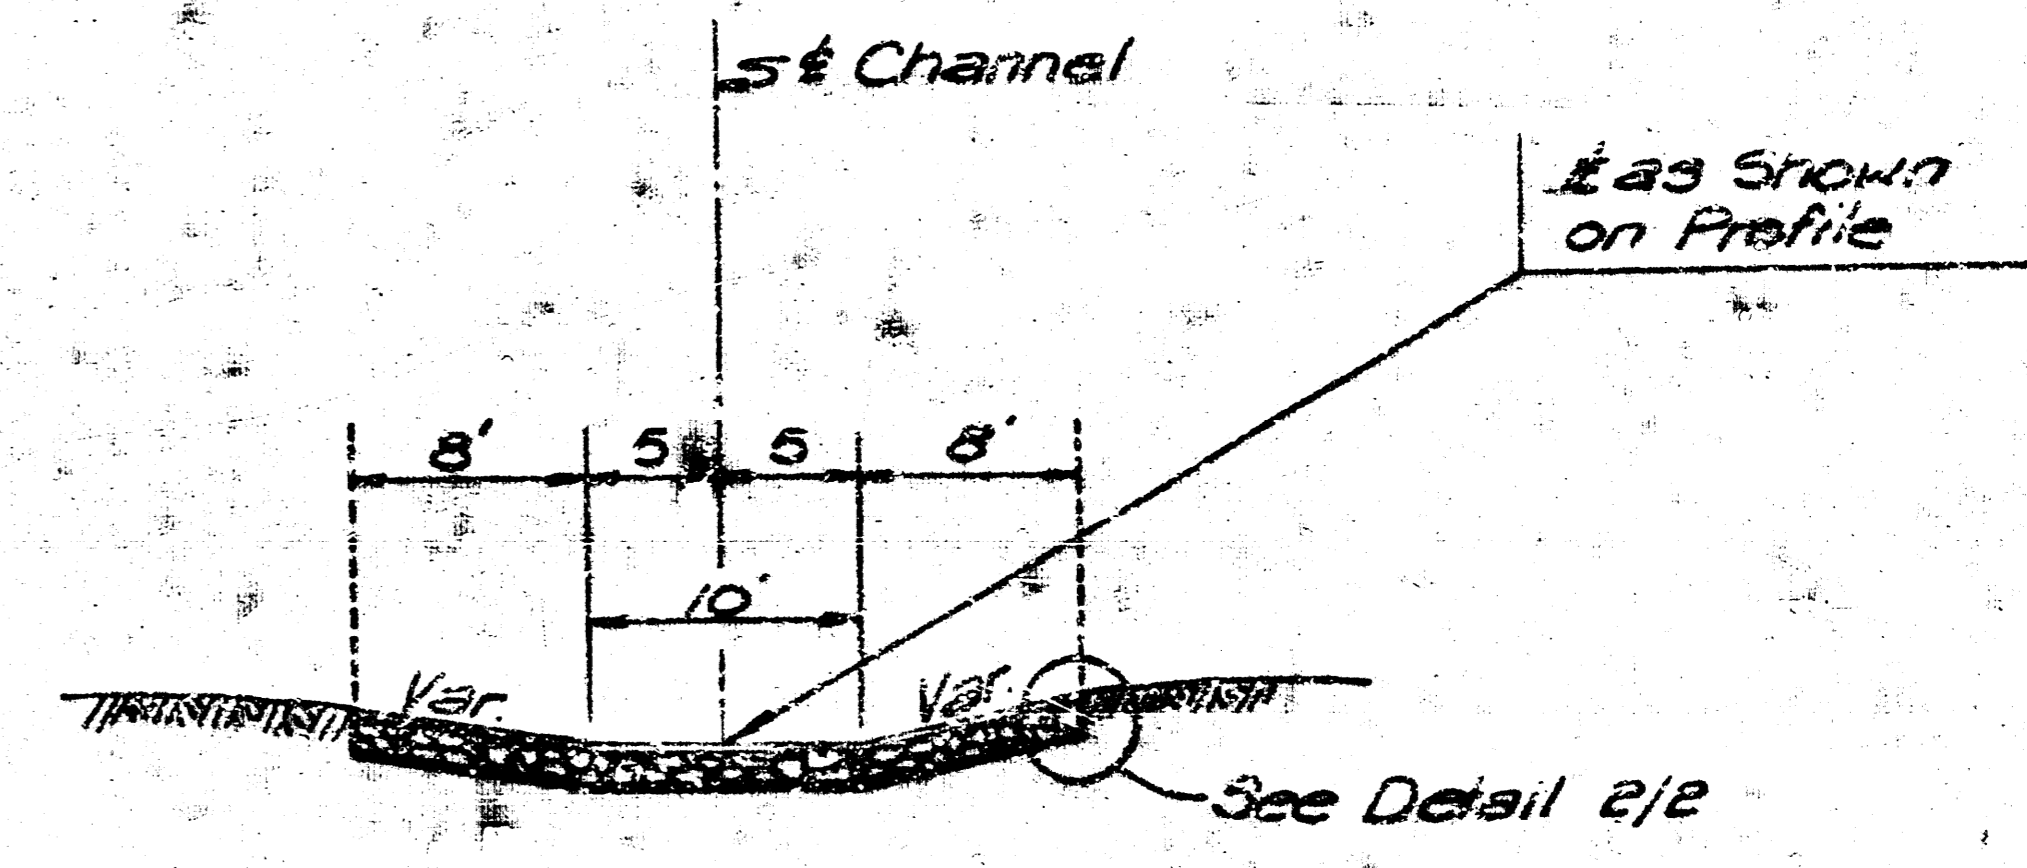 ℄ Channel
℄ as Shown
on Profile
8' 5 5 8'
10'
Var. Var.
See Detail 2/2